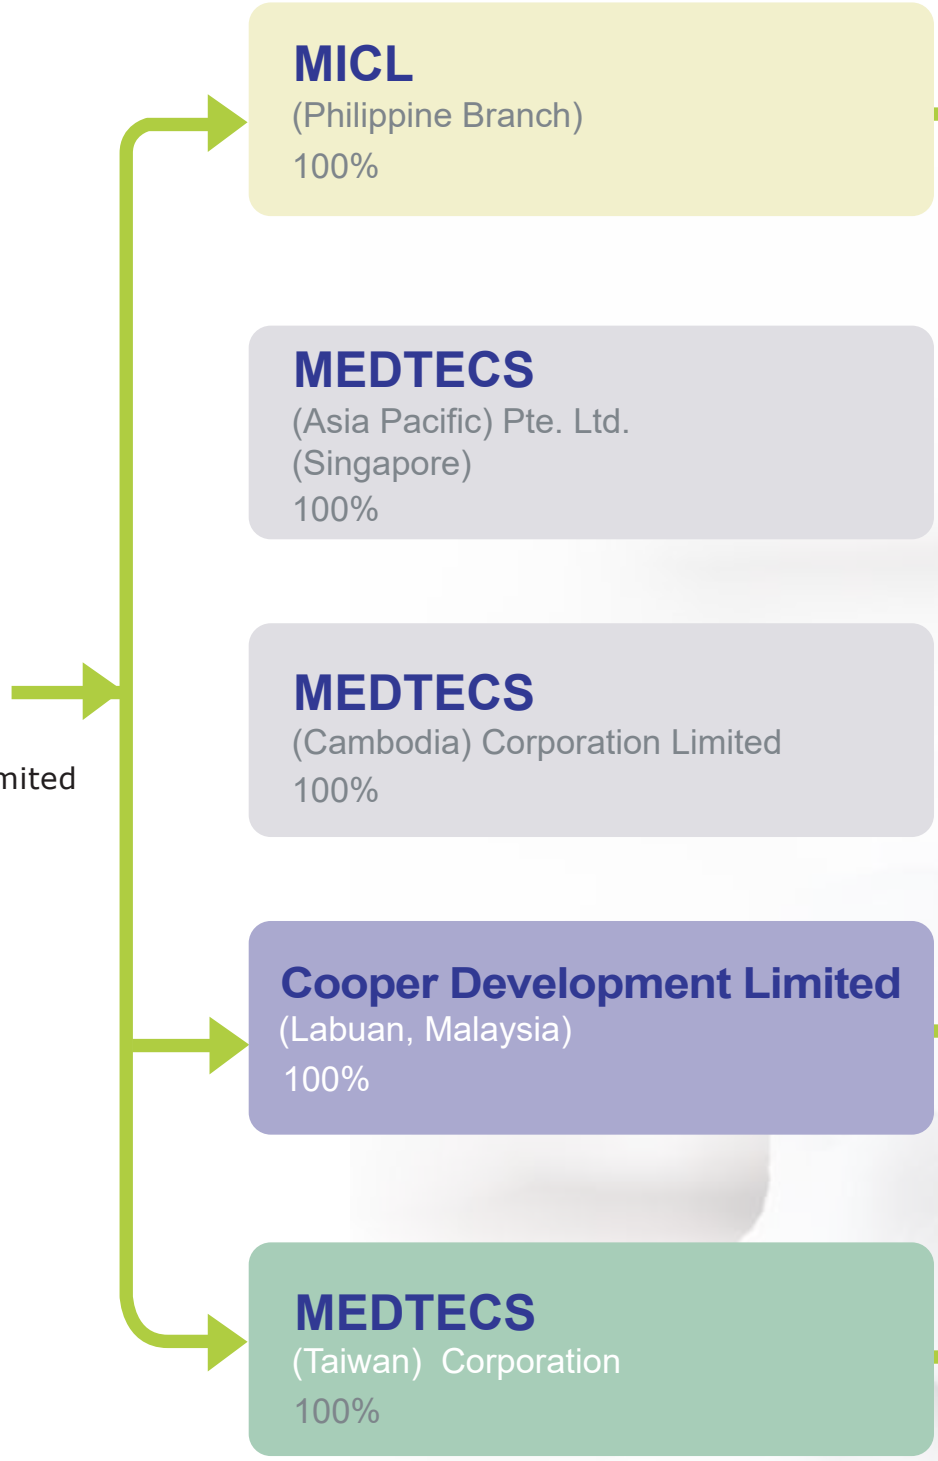 MICL
(Philippine Branch)
100%
MEDTECS
(Asia Pacific) Pte. Ltd.
(Singapore)
100%
MEDTECS
(Cambodia) Corporation Limited
100%
Cooper Development Limited
(Labuan, Malaysia)
100%
MEDTECS
(Taiwan) Corporation
100%